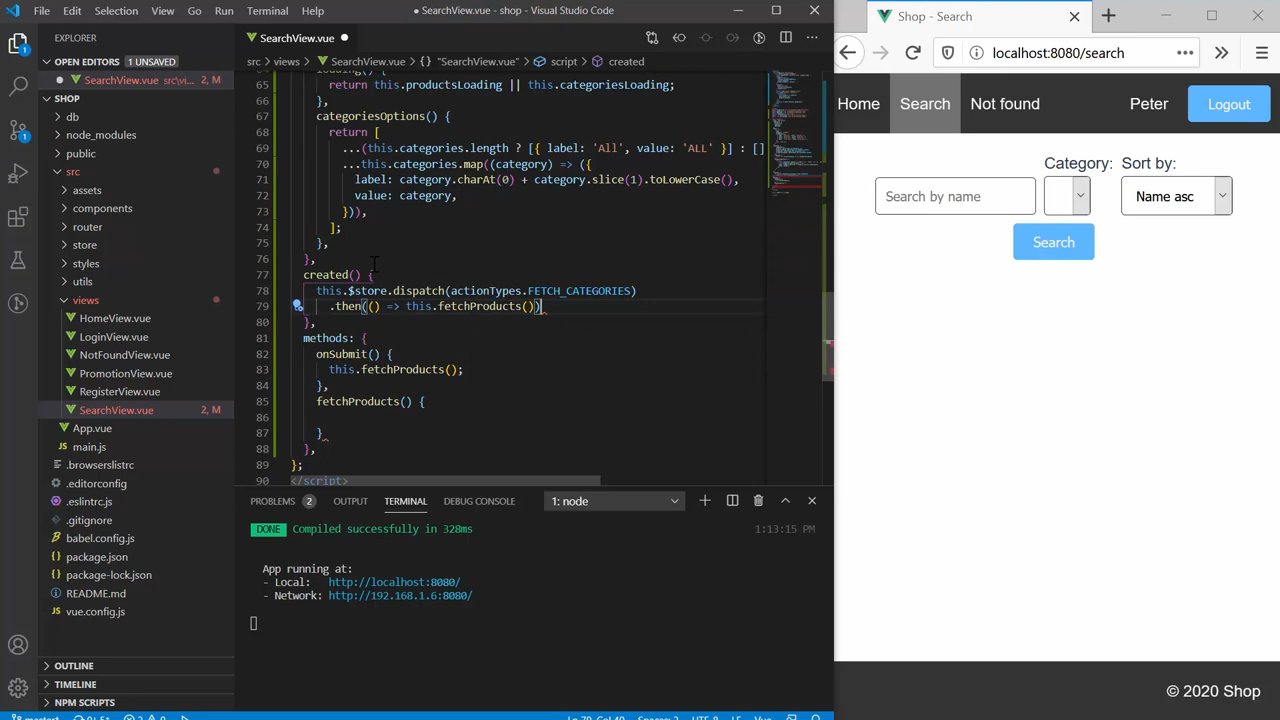 File Edit Selection View Go Run Terminal Help
● SearchView.vue - shop - Visual Studio Code
Shop - Search
EXPLORER
SearchView.vue ●
localhost:8080/search
OPEN EDITORS 1 UNSAVED
src > views > SearchView.vue > {} "SearchView.vue" > script > created
SearchView.vue src\vi... 2, M
SHOP
db
node_modules
public
src
assets
components
router
store
styles
utils
views
HomeView.vue
LoginView.vue
NotFoundView.vue
PromotionView.vue
RegisterView.vue
SearchView.vue 2, M
App.vue
main.js
.browserslistrc
.editorconfig
.eslintrc.js
.gitignore
babel.config.js
package.json
package-lock.json
README.md
vue.config.js
OUTLINE
TIMELINE
NPM SCRIPTS
65 return this.productsLoading || this.categoriesLoading;
66 },
67 categoriesOptions() {
68 return [
69 ...(this.categories.length ? [{ label: 'All', value: 'ALL' }] : []
70 ...this.categories.map((category) => ({
71 label: category.charAt(0) + category.slice(1).toLowerCase(),
72 value: category,
73 })),
74 ];
75 },
76 },
77 created() {
78 this.$store.dispatch(actionTypes.FETCH_CATEGORIES)
79 .then(() => this.fetchProducts())
80 },
81 methods: {
82 onSubmit() {
83 this.fetchProducts();
84 },
85 fetchProducts() {
86
87 }
88 },
89 };
90 </script>
PROBLEMS 2 OUTPUT TERMINAL DEBUG CONSOLE 1: node
DONE Compiled successfully in 328ms 1:13:15 PM
App running at:
- Local: http://localhost:8080/
- Network: http://192.168.1.6:8080/
Home Search Not found Peter Logout
Category: Sort by:
Search by name Name asc
Search
© 2020 Shop